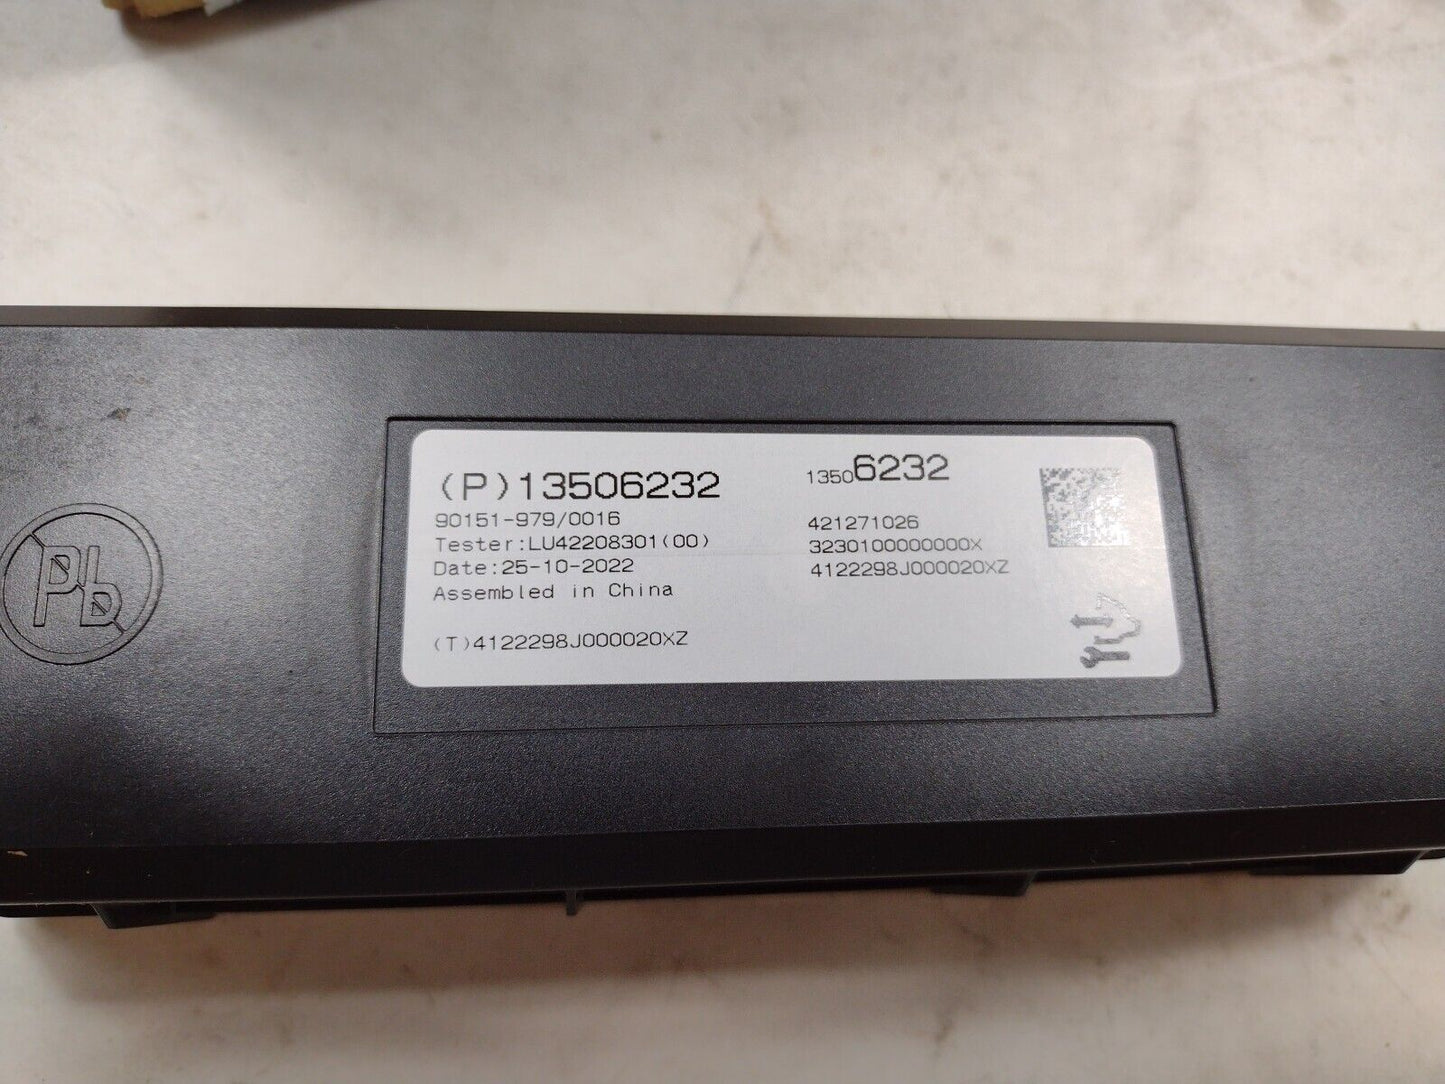 (P)13506232
90151-979/0016
Tester:LU42208301(00)
Date:25-10-2022
Assembled in China
(T)4122298J000020XZ
13506232
421271026
3230100000000X
4122298J000020XZ
Pb